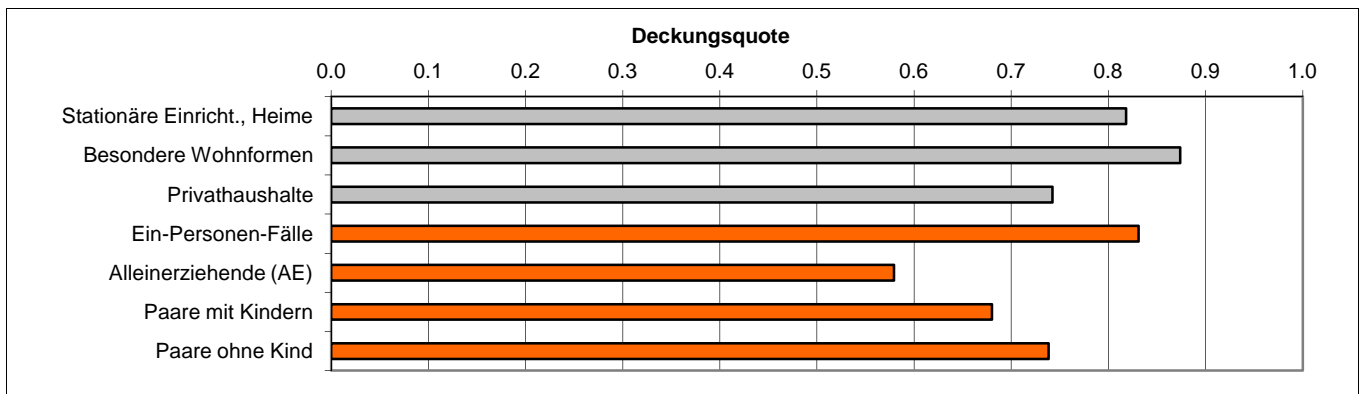 Deckungsquote
0.0 0.1 0.2 0.3 0.4 0.5 0.6 0.7 0.8 0.9 1.0
Stationäre Einricht., Heime
Besondere Wohnformen
Privathaushalte
Ein-Personen-Fälle
Alleinerziehende (AE)
Paare mit Kindern
Paare ohne Kind